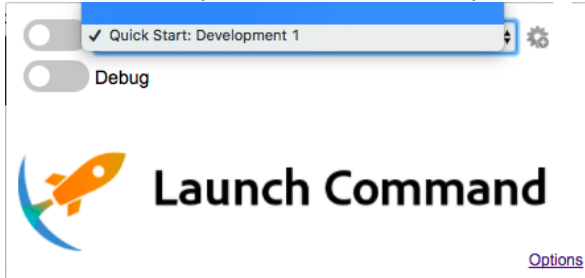 ✓ Quick Start: Development 1
Debug
Launch Command
Options